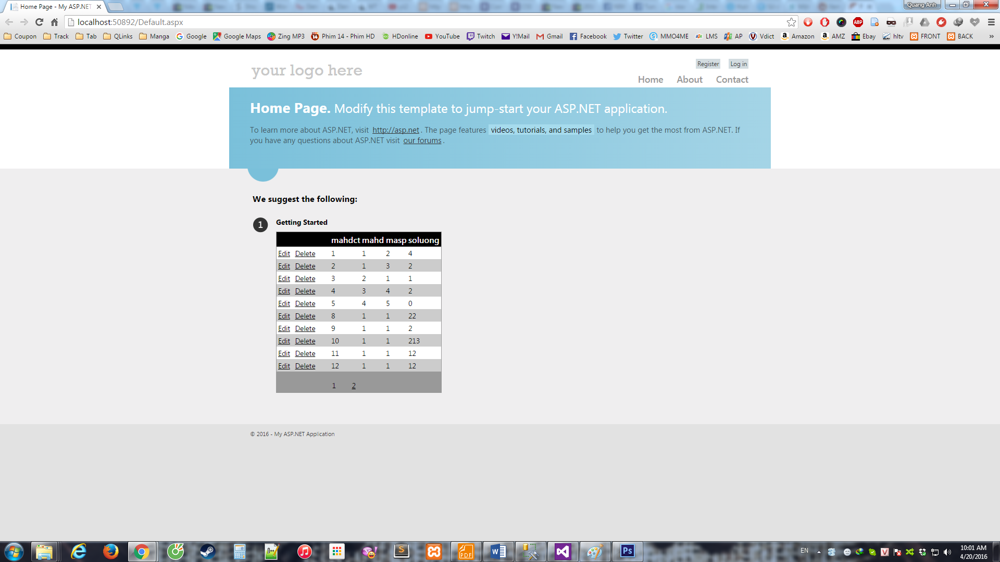 Home Page - My ASP.NET
Quang Anh
localhost:50892/Default.aspx
ABP
Coupon Track Tab QLinks Manga Google Google Maps Zing MP3 Phim 14 - Phim HD HDonline YouTube Twitch Y!Mail Gmail Facebook Twitter MMO4ME LMS AP Vdict Amazon AMZ Ebay hltv FRONT BACK »
your logo here
Register Log in
Home About Contact
Home Page. Modify this template to jump-start your ASP.NET application.
To learn more about ASP.NET, visit http://asp.net. The page features videos, tutorials, and samples to help you get the most from ASP.NET. If
you have any questions about ASP.NET visit our forums.
We suggest the following:
1 Getting Started
mahdct mahd masp soluong
Edit Delete 1 1 2 4
Edit Delete 2 1 3 2
Edit Delete 3 2 1 1
Edit Delete 4 3 4 2
Edit Delete 5 4 5 0
Edit Delete 8 1 1 22
Edit Delete 9 1 1 2
Edit Delete 10 1 1 213
Edit Delete 11 1 1 12
Edit Delete 12 1 1 12
1 2
© 2016 - My ASP.NET Application
PDF
Ps
EN
10:01 AM
4/20/2016